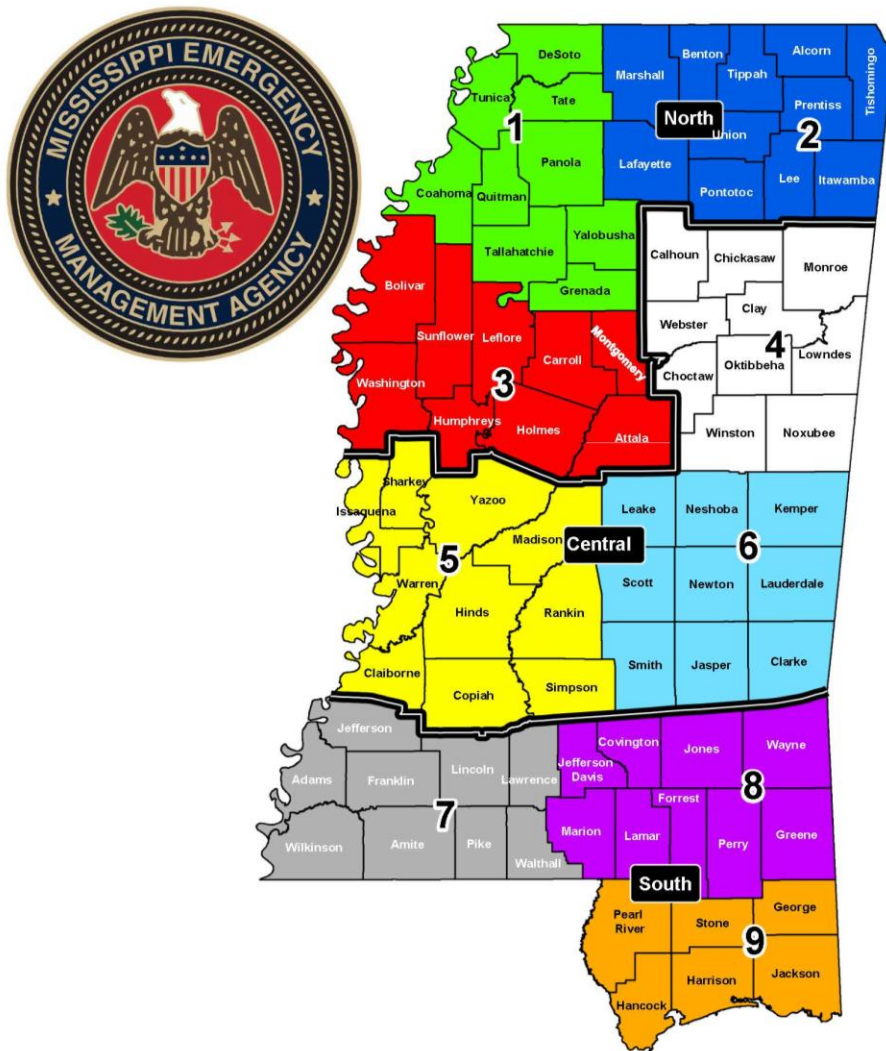 MISSISSIPPI EMERGENCY
MANAGEMENT AGENCY
DeSoto
Tunica
Tate
1
Panola
Coahoma
Quitman
Tallahatchie
Yalobusha
Grenada
Benton
Alcorn
Tishomingo
Marshall
Tippah
Prentiss
North
2
Union
Lafayette
Pontotoc
Lee
Itawamba
Bolivar
Sunflower
Leflore
Carroll
Montgomery
Washington
3
Humphreys
Holmes
Attala
Calhoun
Chickasaw
Monroe
Clay
Webster
4
Lowndes
Oktibbeha
Choctaw
Winston
Noxubee
Sharkey
Issaquena
Yazoo
Madison
Central
5
Warren
Hinds
Rankin
Claiborne
Copiah
Simpson
Leake
Neshoba
Kemper
6
Scott
Newton
Lauderdale
Smith
Jasper
Clarke
Jefferson
Adams
Franklin
Lincoln
Lawrence
7
Wilkinson
Amite
Pike
Walthall
Covington
Jones
Wayne
Jefferson
Davis
8
Forrest
Marion
Lamar
Perry
Greene
South
Pearl
River
Stone
George
9
Harrison
Jackson
Hancock